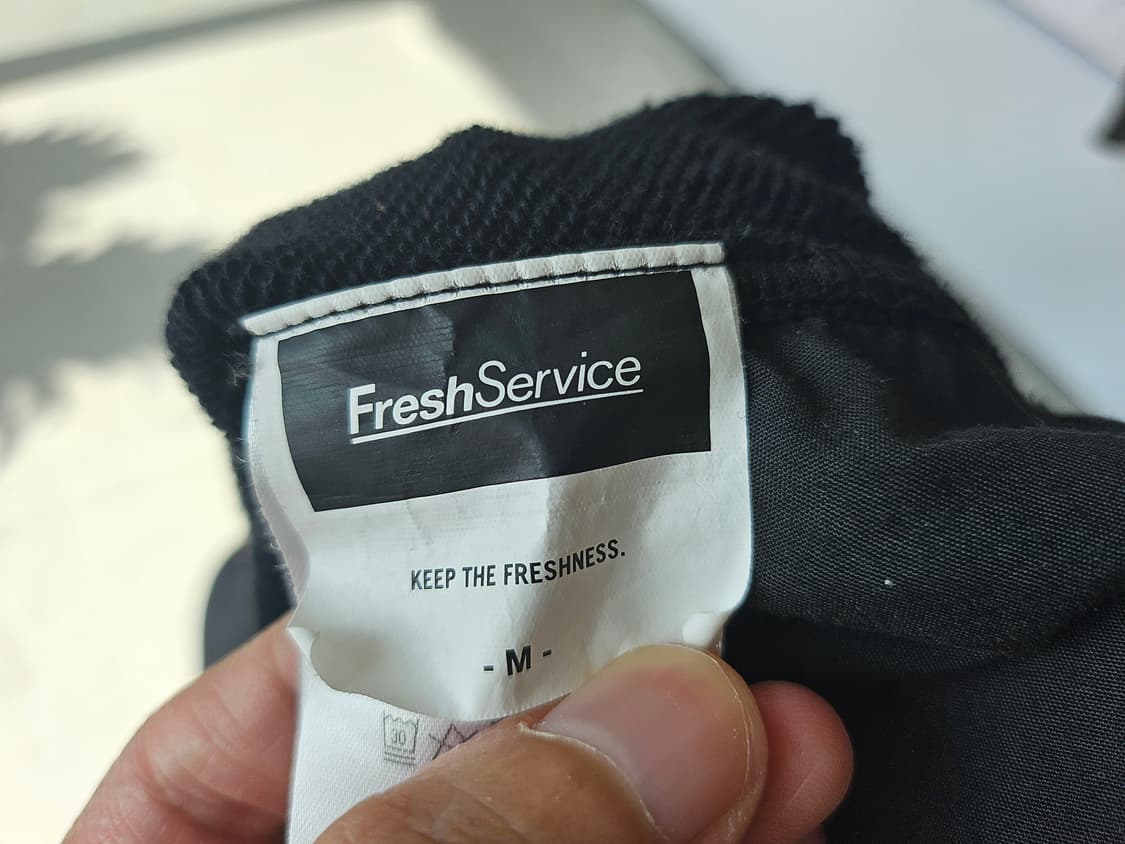 FreshService
KEEP THE FRESHNESS.
- M -
30